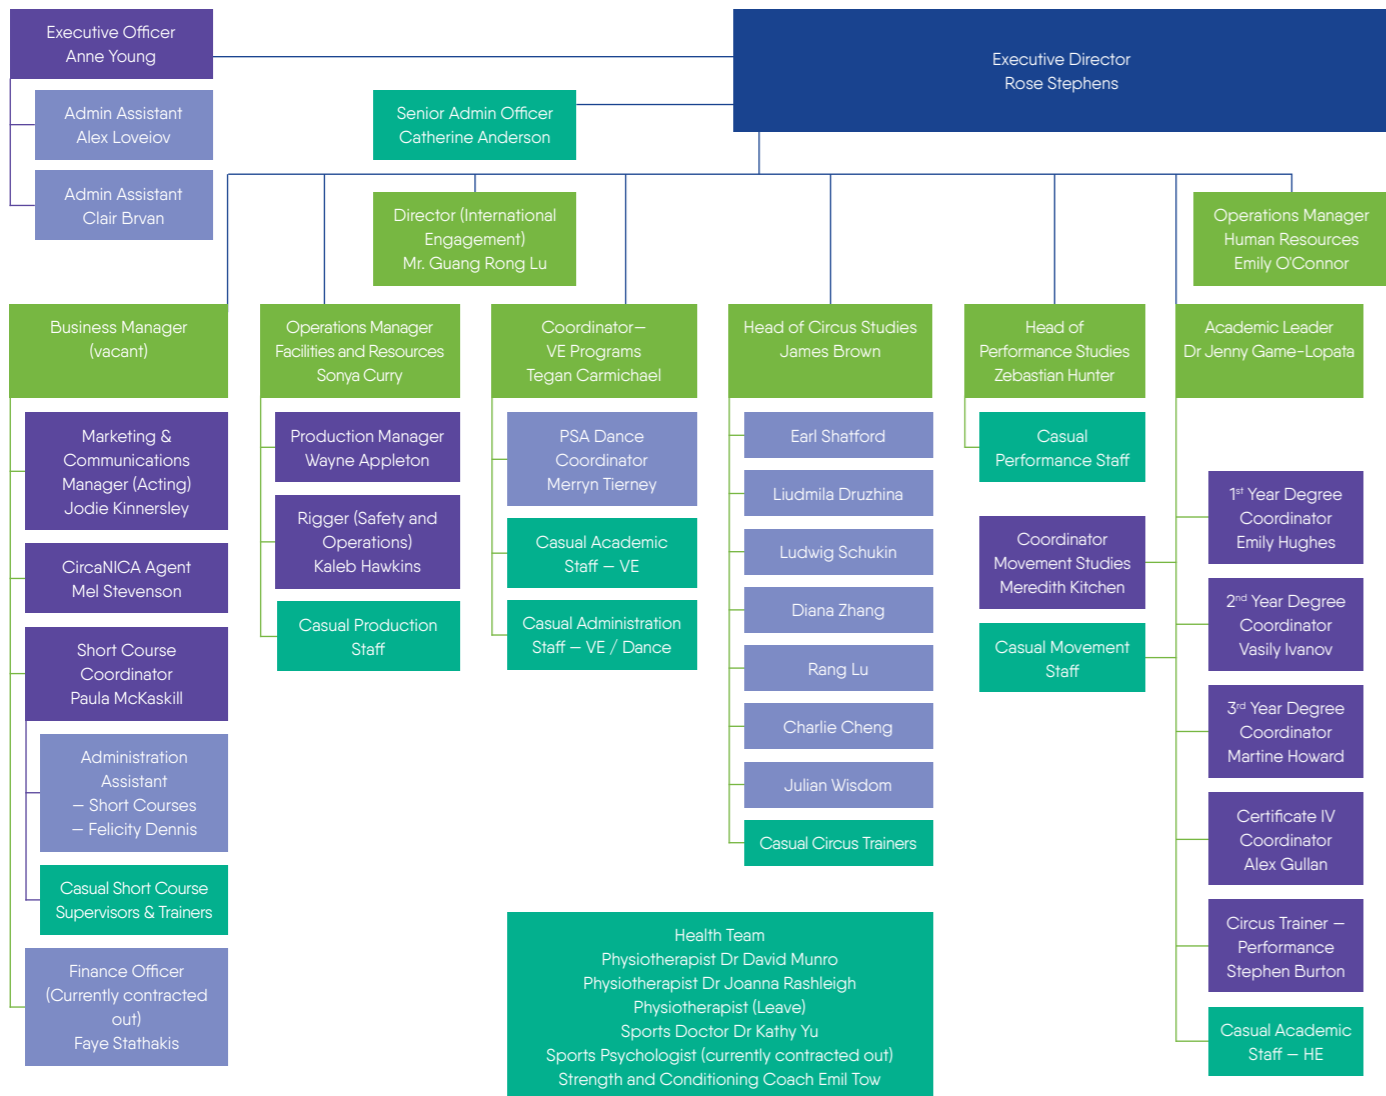 Executive Officer
Anne Young
Executive Director
Rose Stephens
Admin Assistant
Alex Loveiov
Senior Admin Officer
Catherine Anderson
Admin Assistant
Clair Brvan
Director (International
Engagement)
Mr. Guang Rong Lu
Operations Manager
Human Resources
Emily O'Connor
Business Manager
(vacant)
Operations Manager
Facilities and Resources
Sonya Curry
Coordinator—
VE Programs
Tegan Carmichael
Head of Circus Studies
James Brown
Head of
Performance Studies
Zebastian Hunter
Academic Leader
Dr Jenny Game-Lopata
Marketing &
Communications
Manager (Acting)
Jodie Kinnersley
CircaNICA Agent
Mel Stevenson
Short Course
Coordinator
Paula McKaskill
Administration
Assistant
– Short Courses
– Felicity Dennis
Casual Short Course
Supervisors & Trainers
Finance Officer
(Currently contracted
out)
Faye Stathakis
Production Manager
Wayne Appleton
Rigger (Safety and
Operations)
Kaleb Hawkins
Casual Production
Staff
PSA Dance
Coordinator
Merryn Tierney
Casual Academic
Staff – VE
Casual Administration
Staff – VE / Dance
Earl Shatford
Liudmila Druzhina
Ludwig Schukin
Diana Zhang
Rang Lu
Charlie Cheng
Julian Wisdom
Casual Circus Trainers
Casual
Performance Staff
Coordinator
Movement Studies
Meredith Kitchen
Casual Movement
Staff
1st Year Degree
Coordinator
Emily Hughes
2nd Year Degree
Coordinator
Vasily Ivanov
3rd Year Degree
Coordinator
Martine Howard
Certificate IV
Coordinator
Alex Gullan
Circus Trainer –
Performance
Stephen Burton
Casual Academic
Staff – HE
Health Team
Physiotherapist Dr David Munro
Physiotherapist Dr Joanna Rashleigh
Physiotherapist (Leave)
Sports Doctor Dr Kathy Yu
Sports Psychologist (currently contracted out)
Strength and Conditioning Coach Emil Tow